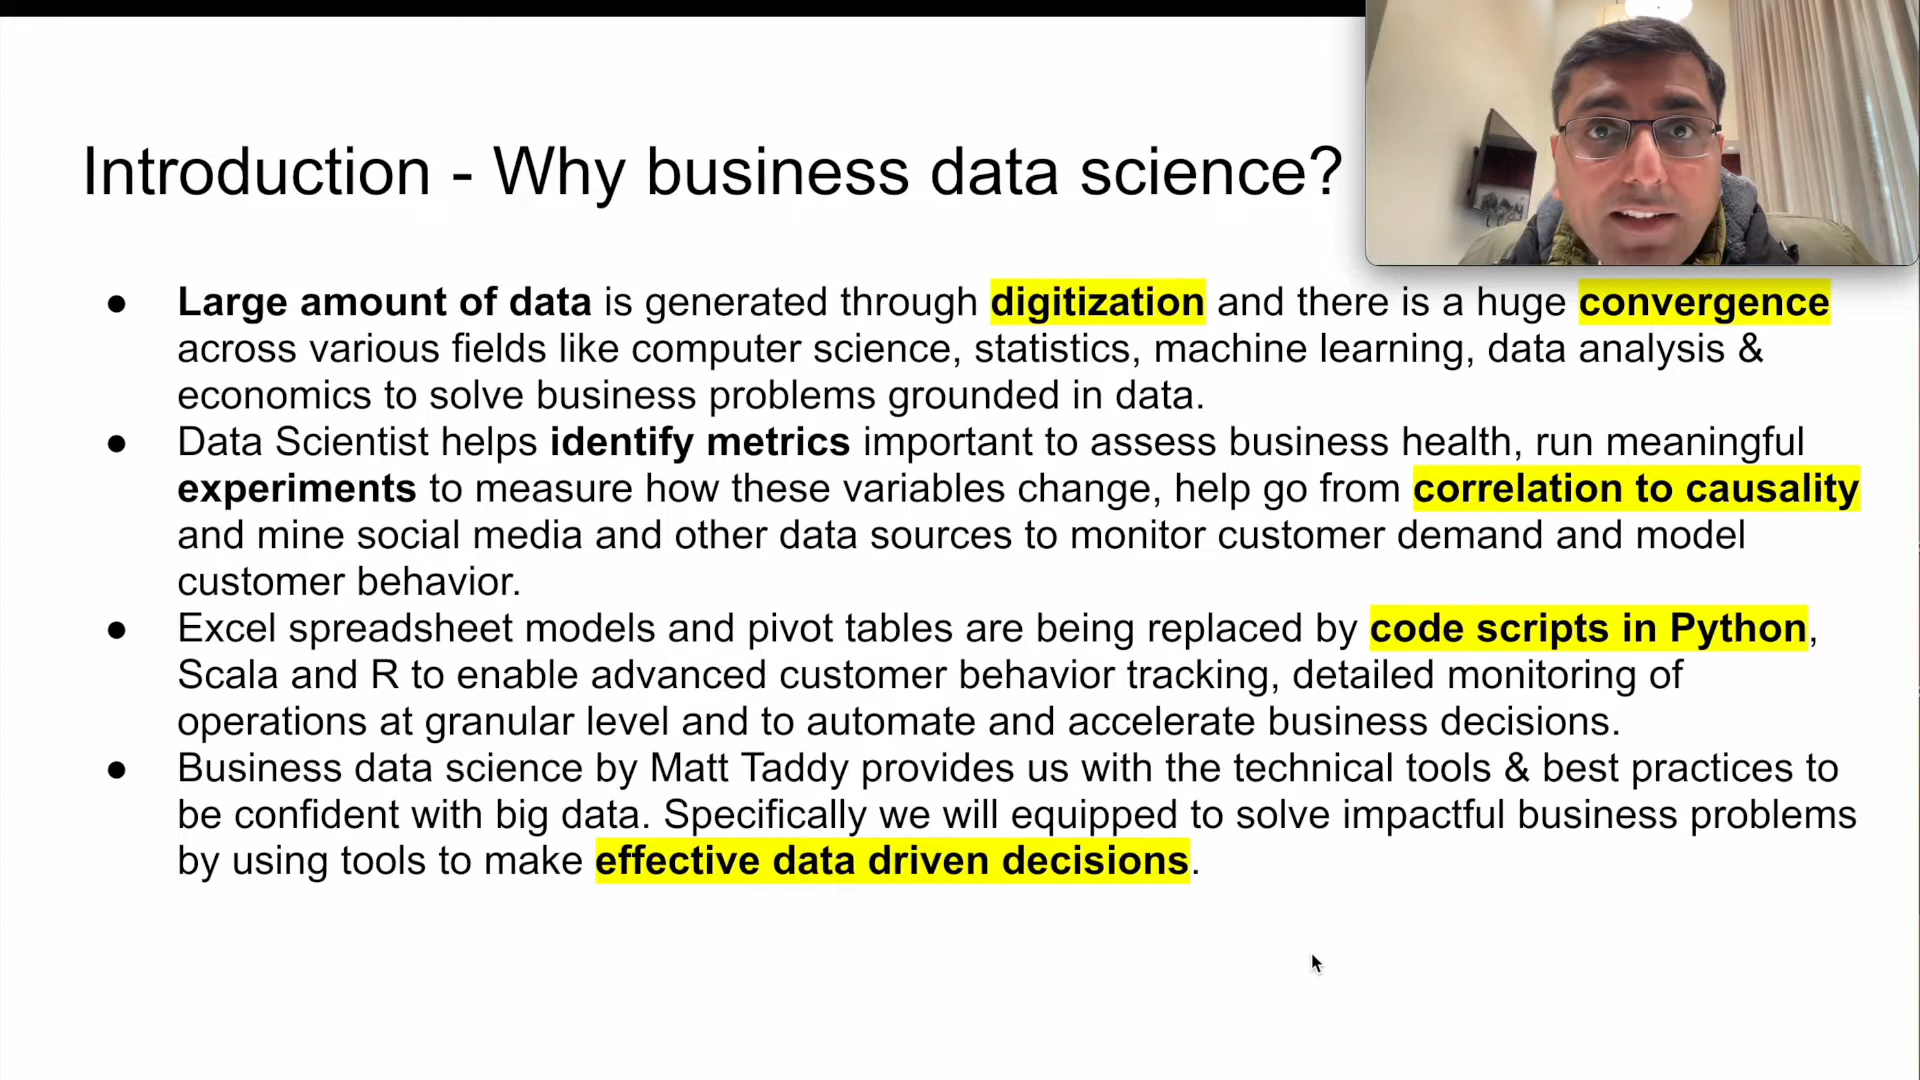 Introduction - Why business data science?
● Large amount of data is generated through digitization and there is a huge convergence
across various fields like computer science, statistics, machine learning, data analysis &
economics to solve business problems grounded in data.
● Data Scientist helps identify metrics important to assess business health, run meaningful
experiments to measure how these variables change, help go from correlation to causality
and mine social media and other data sources to monitor customer demand and model
customer behavior.
● Excel spreadsheet models and pivot tables are being replaced by code scripts in Python,
Scala and R to enable advanced customer behavior tracking, detailed monitoring of
operations at granular level and to automate and accelerate business decisions.
● Business data science by Matt Taddy provides us with the technical tools & best practices to
be confident with big data. Specifically we will equipped to solve impactful business problems
by using tools to make effective data driven decisions.